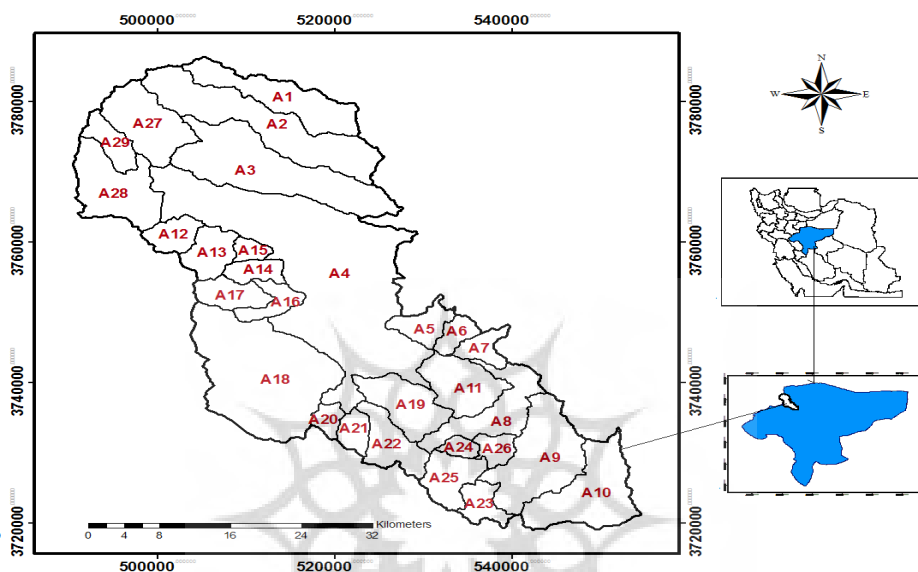 500000 520000 540000
N
W E
S
3780000 3780000
3760000 3760000
3740000 3740000
3720000 3720000
A1
A2
A27
A29
A3
A28
A12
A13
A15
A14
A4
A17
A16
A5
A6
A7
A18
A11
A19
A20
A21
A8
A22
A24
A26
A9
A25
A10
A23
Kilometers
0 4 8 16 24 32
500000 520000 540000